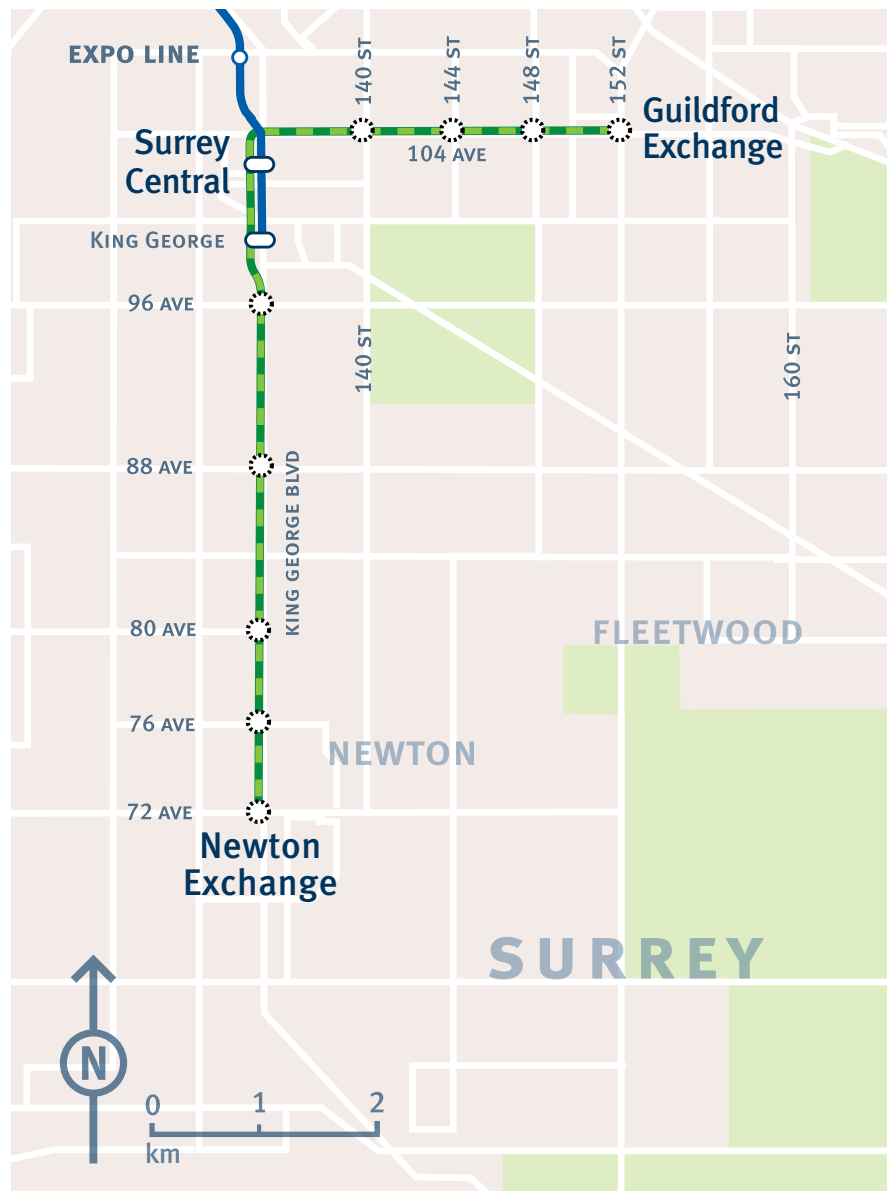 EXPO LINE
140 ST
144 ST
148 ST
152 ST
Guildford
Exchange
Surrey
Central
104 AVE
KING GEORGE
96 AVE
140 ST
160 ST
88 AVE
KING GEORGE BLVD
80 AVE
FLEETWOOD
76 AVE
NEWTON
72 AVE
Newton
Exchange
SURREY
N
0 1 2
km